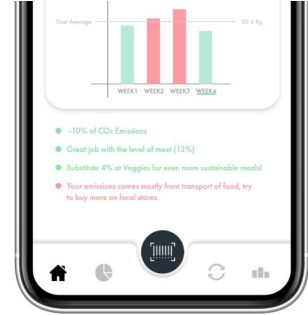 Your Average 20.4 Kg
WEEK1 WEEK2 WEEK3 WEEK4
-10% of CO2 Emissions
Great job with the level of meat (13%)
Substitute 4% at Veggies for even more sustainable meals!
Your emissions comes mostly from transport of food, try
to buy more on local stores.